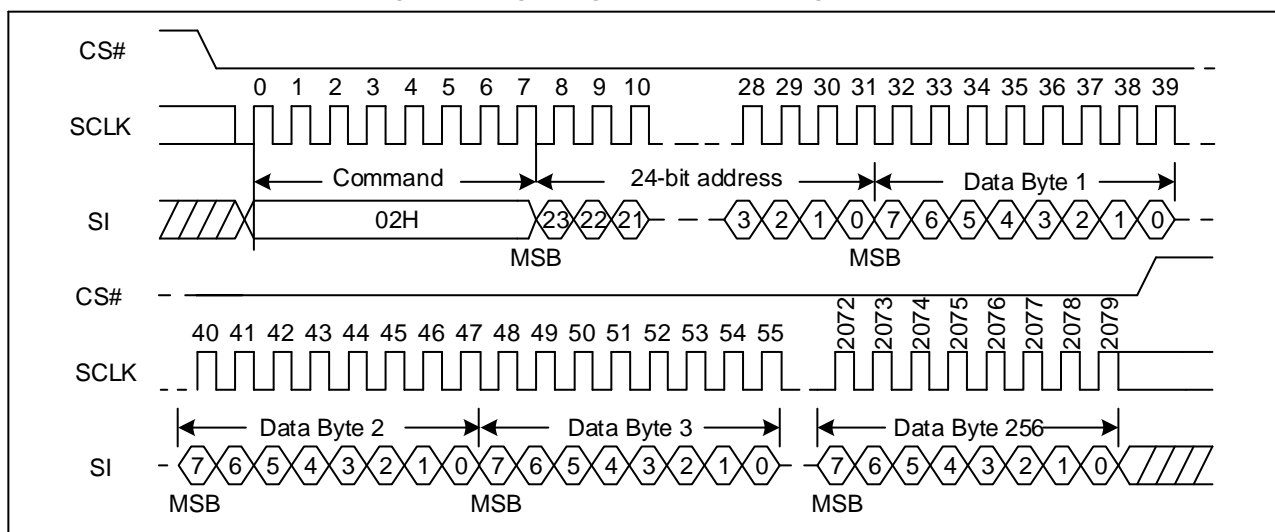 CS#
0 1 2 3 4 5 6 7 8 9 10 28 29 30 31 32 33 34 35 36 37 38 39
SCLK
Command 24-bit address Data Byte 1
SI 02H 23 22 21 3 2 1 0 7 6 5 4 3 2 1 0
MSB MSB
CS#
40 41 42 43 44 45 46 47 48 49 50 51 52 53 54 55 2072 2073 2074 2075 2076 2077 2078 2079
SCLK
Data Byte 2 Data Byte 3 Data Byte 256
SI 7 6 5 4 3 2 1 0 7 6 5 4 3 2 1 0 7 6 5 4 3 2 1 0
MSB MSB MSB